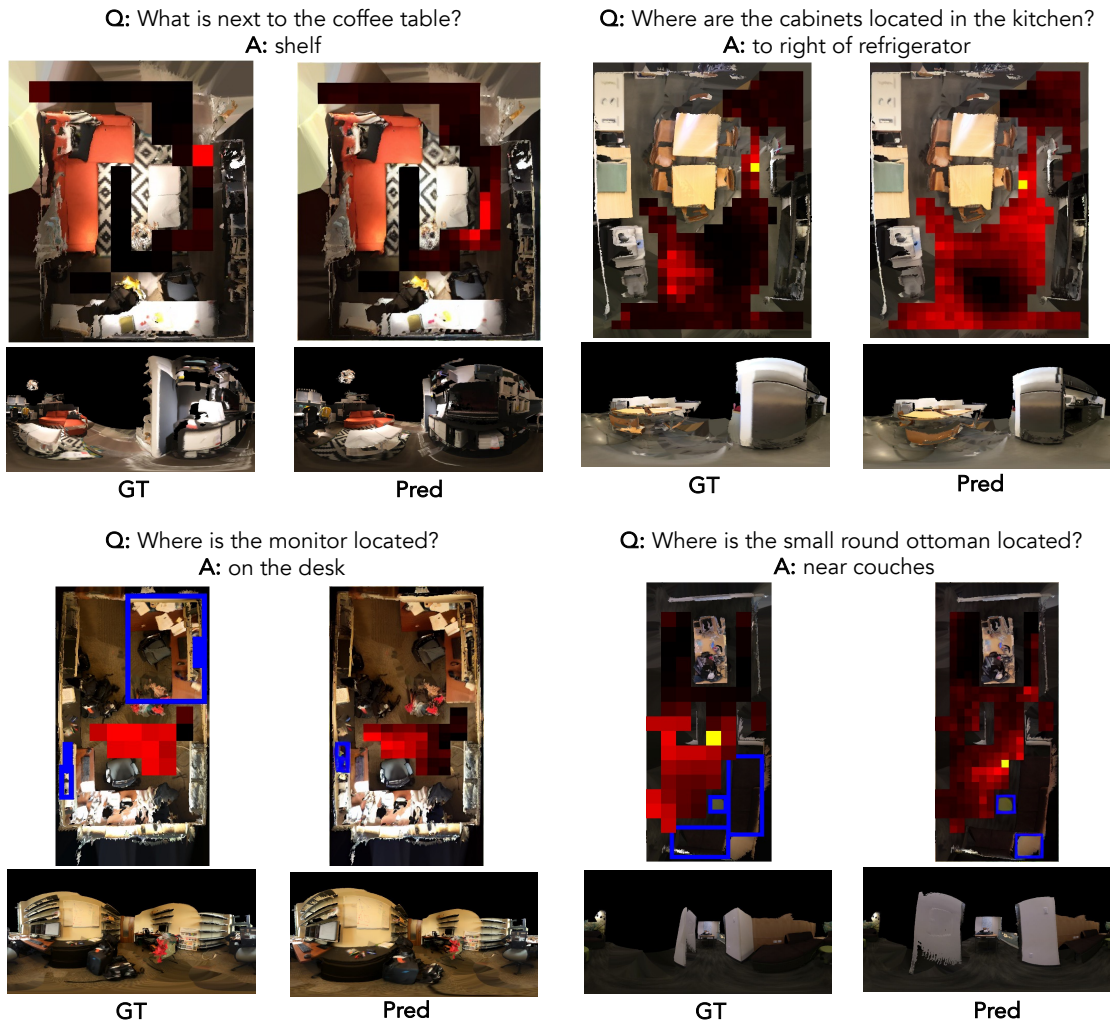 Q: What is next to the coffee table?
A: shelf
GT
Pred
Q: Where are the cabinets located in the kitchen?
A: to right of refrigerator
GT
Pred
Q: Where is the monitor located?
A: on the desk
GT
Pred
Q: Where is the small round ottoman located?
A: near couches
GT
Pred